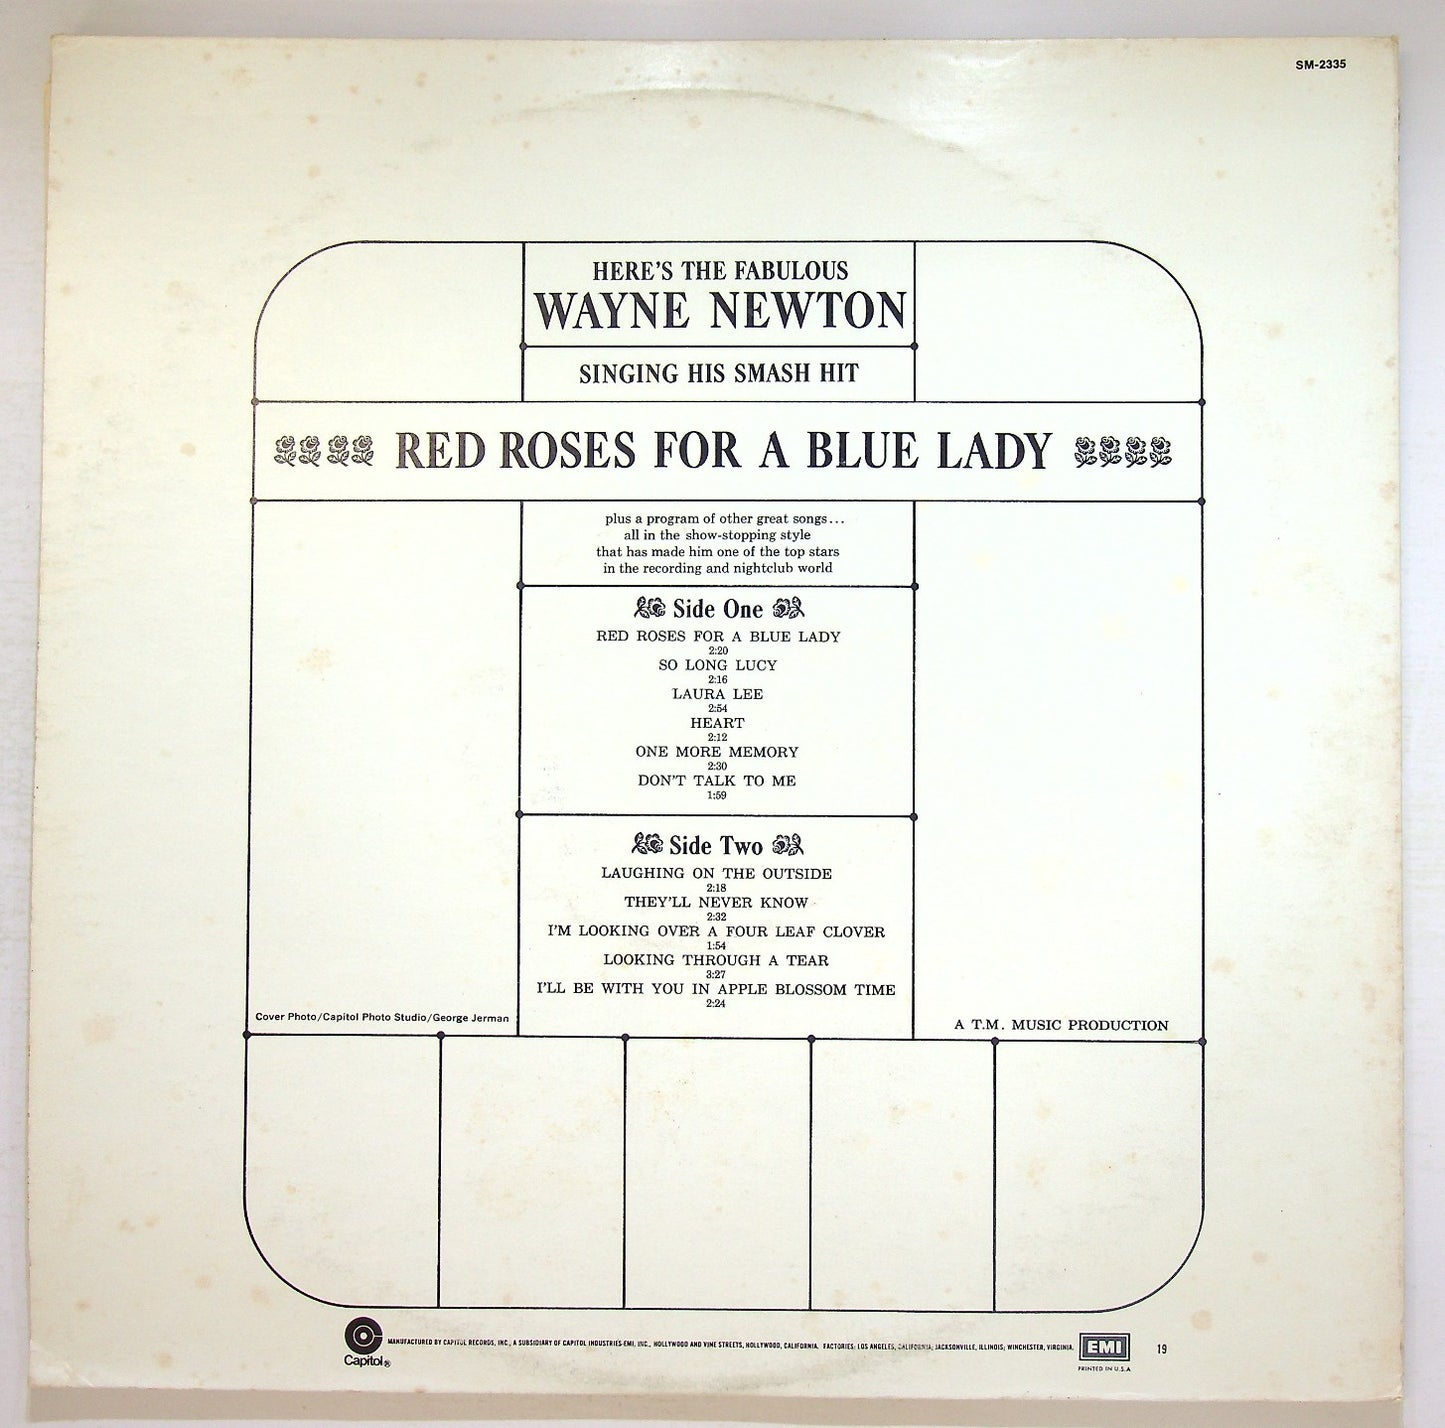 SM-2335
HERE'S THE FABULOUS
WAYNE NEWTON
SINGING HIS SMASH HIT
RED ROSES FOR A BLUE LADY
plus a program of other great songs...
all in the show-stopping style
that has made him one of the top stars
in the recording and nightclub world
Side One
RED ROSES FOR A BLUE LADY
2:20
SO LONG LUCY
2:16
LAURA LEE
2:54
HEART
2:12
ONE MORE MEMORY
2:30
DON'T TALK TO ME
1:59
Side Two
LAUGHING ON THE OUTSIDE
2:18
THEY'LL NEVER KNOW
2:32
I'M LOOKING OVER A FOUR LEAF CLOVER
1:54
LOOKING THROUGH A TEAR
3:27
I'LL BE WITH YOU IN APPLE BLOSSOM TIME
2:24
Cover Photo/Capitol Photo Studio/George Jerman
A T.M. MUSIC PRODUCTION
Capitol®
MANUFACTURED BY CAPITOL RECORDS, INC., A SUBSIDIARY OF CAPITOL INDUSTRIES-EMI, INC., HOLLYWOOD AND VINE STREETS, HOLLYWOOD, CALIFORNIA. FACTORIES: LOS ANGELES, CALIFORNIA; JACKSONVILLE, ILLINOIS; WINCHESTER, VIRGINIA.
EMI
PRINTED IN U.S.A
19